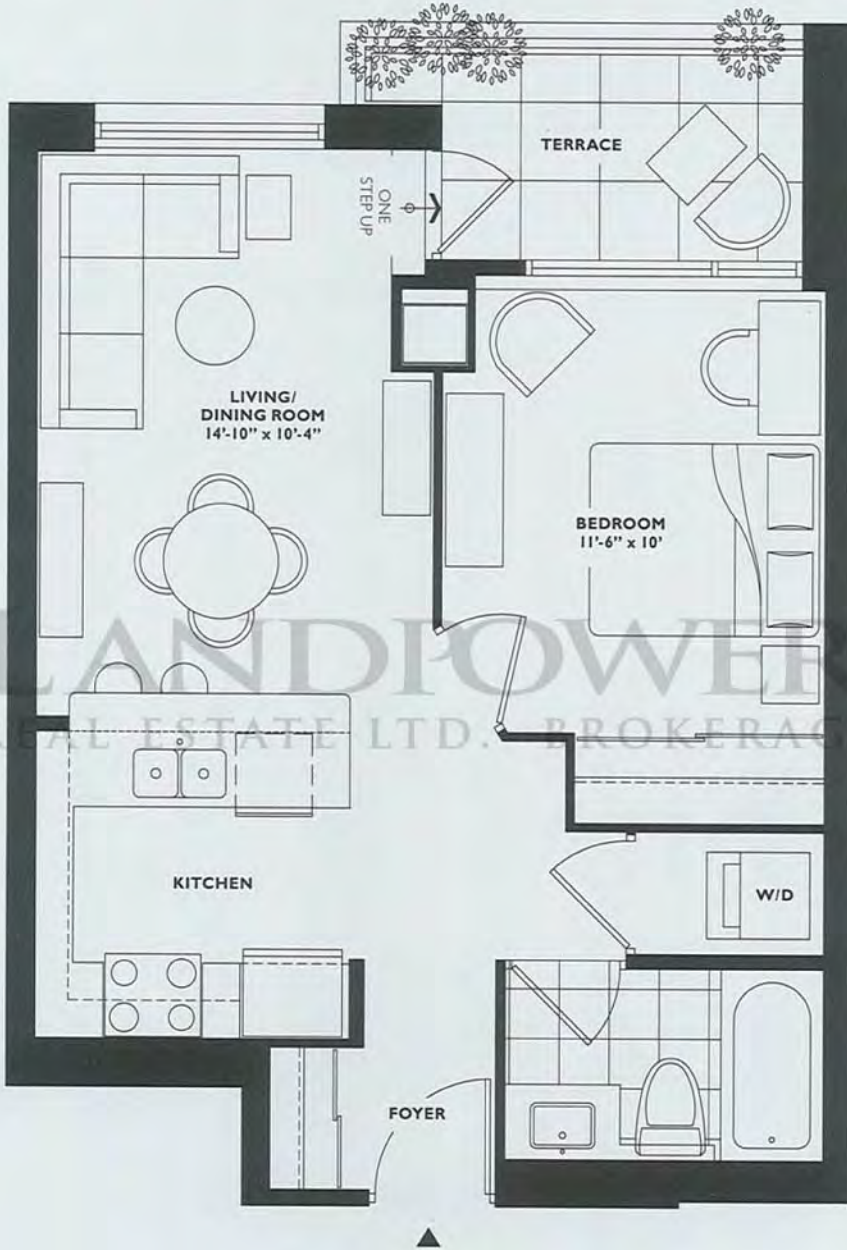 TERRACE
ONE
STEP UP
LIVING/
DINING ROOM
14'-10" x 10'-4"
BEDROOM
11'-6" x 10'
LANDPOWER
REAL ESTATE LTD. BROKERAG
KITCHEN
W/D
FOYER